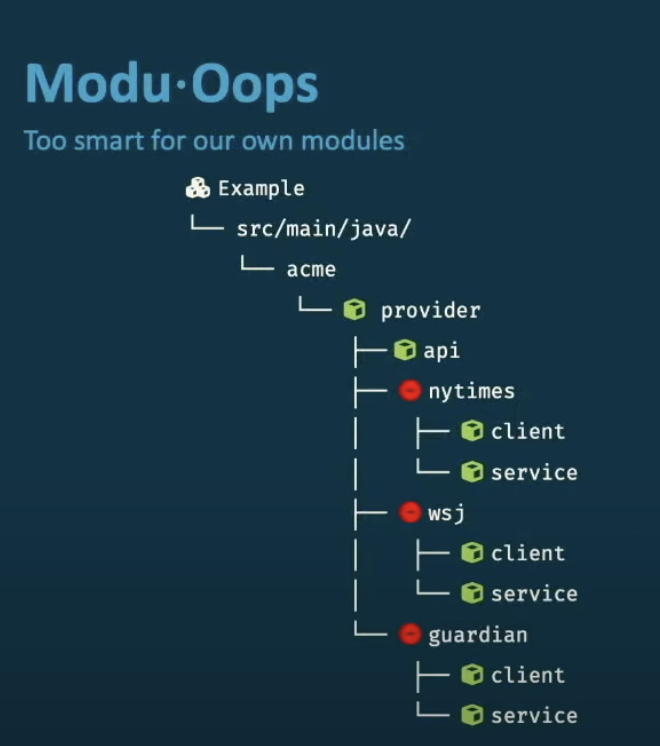 Modu·Oops
Too smart for our own modules
Example
src/main/java/
acme
provider
api
nytimes
client
service
wsj
client
service
guardian
client
service